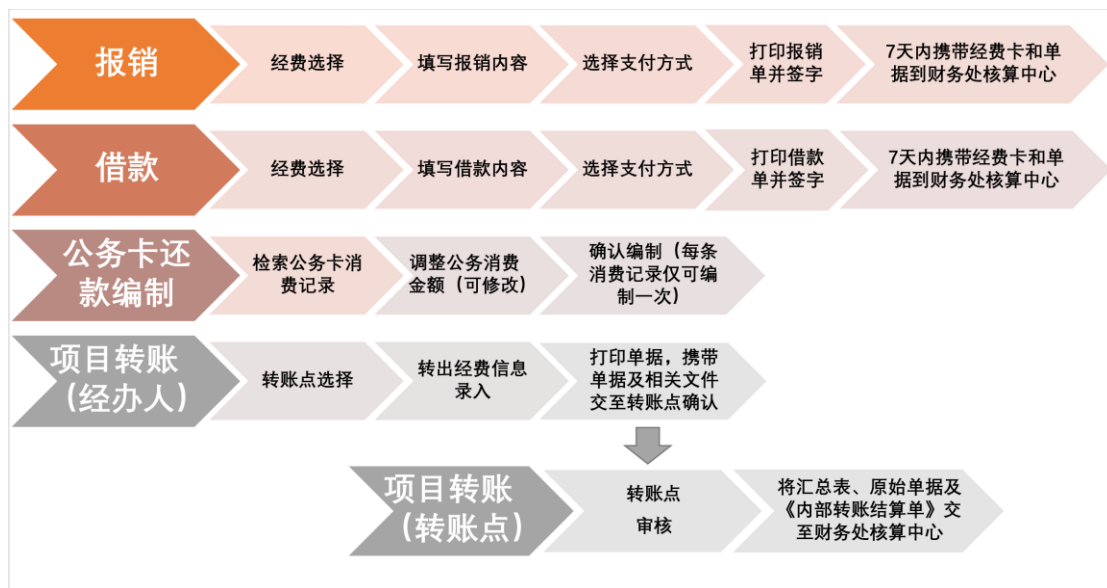 报销
经费选择
填写报销内容
选择支付方式
打印报销
单并签字
7天内携带经费卡和单
据到财务处核算中心
借款
经费选择
填写借款内容
选择支付方式
打印借款
单并签字
7天内携带经费卡和单
据到财务处核算中心
公务卡还
款编制
检索公务卡消
费记录
调整公务消费
金额（可修改）
确认编制（每条
消费记录仅可编
制一次）
项目转账
（经办人）
转账点选择
转出经费信息
录入
打印单据，携带
单据及相关文件
交至转账点确认
项目转账
（转账点）
转账点
审核
将汇总表、原始单据及
《内部转账结算单》交
至财务处核算中心